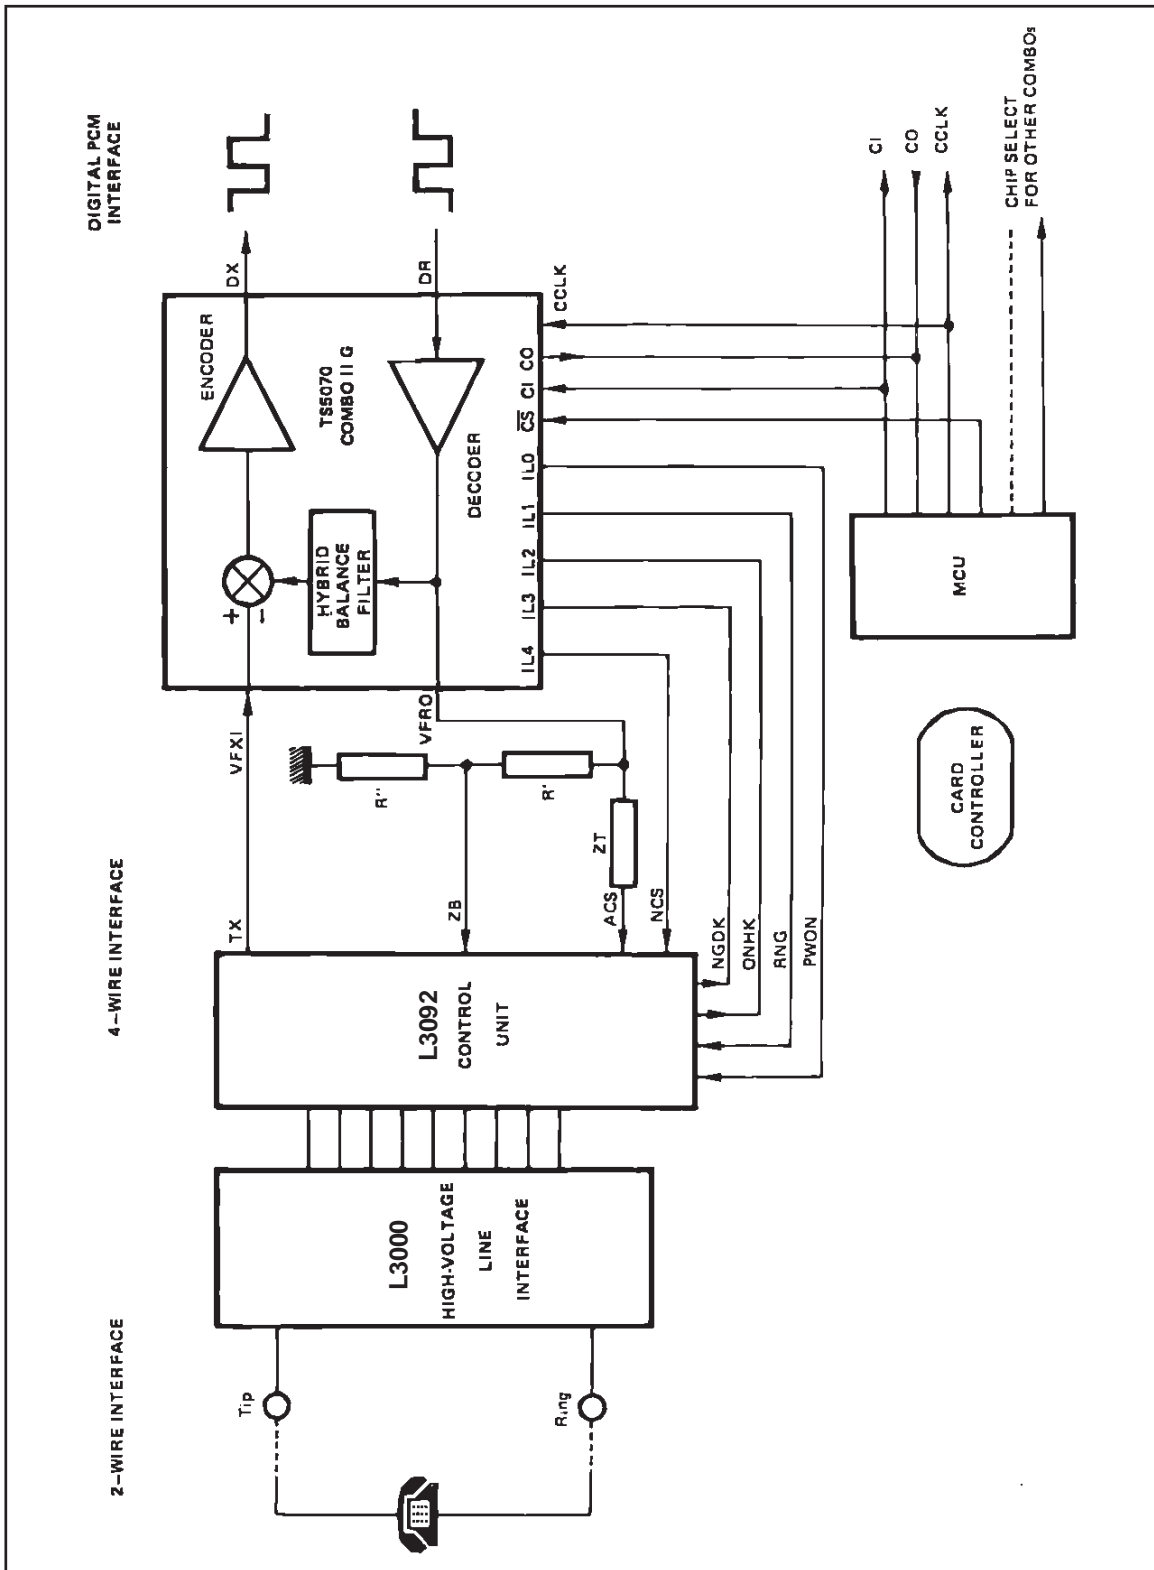 2-WIRE INTERFACE
4-WIRE INTERFACE
DIGITAL PCM
INTERFACE
Tip
Ring
L3000
HIGH-VOLTAGE
LINE
INTERFACE
L3092
CONTROL
UNIT
TX
VFXI
ZB
ACS
NCS
NGDK
ONHK
RNG
PWON
R"
R'
ZT
VFRO
+
-
HYBRID
BALANCE
FILTER
ENCODER
TS5070
COMBO II G
DECCOER
DX
DR
IL4
IL3
IL2
IL1
IL0
CS
CI
CO
CCLK
CARD
CONTROLLER
MCU
CI
CO
CCLK
CHIP SELECT
FOR OTHER COMBOs